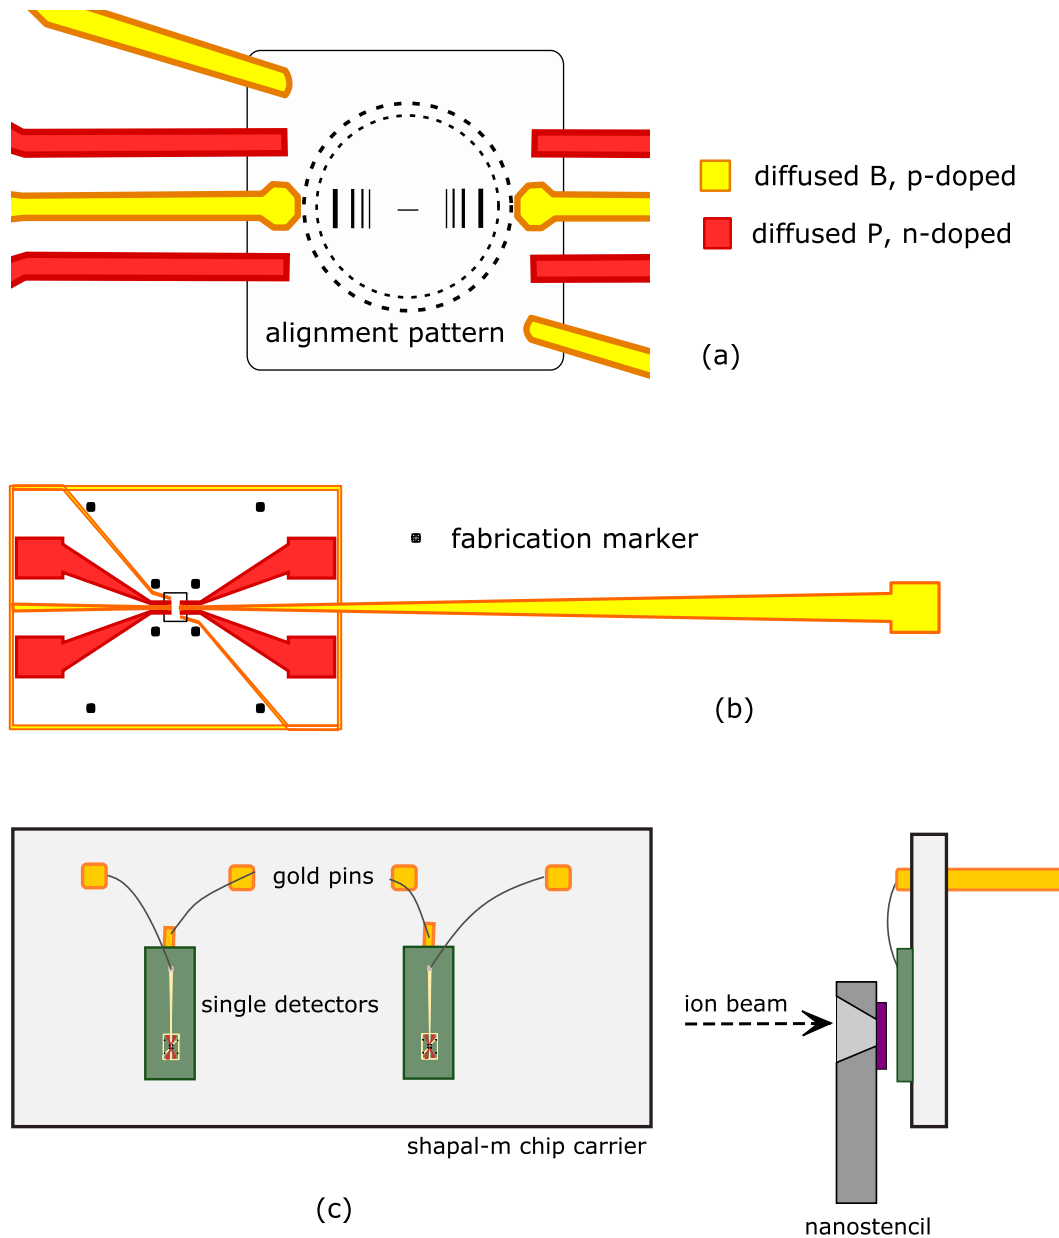 diffused B, p-doped
diffused P, n-doped
alignment pattern
(a)
fabrication marker
(b)
gold pins
single detectors
ion beam
shapal-m chip carrier
(c)
nanostencil